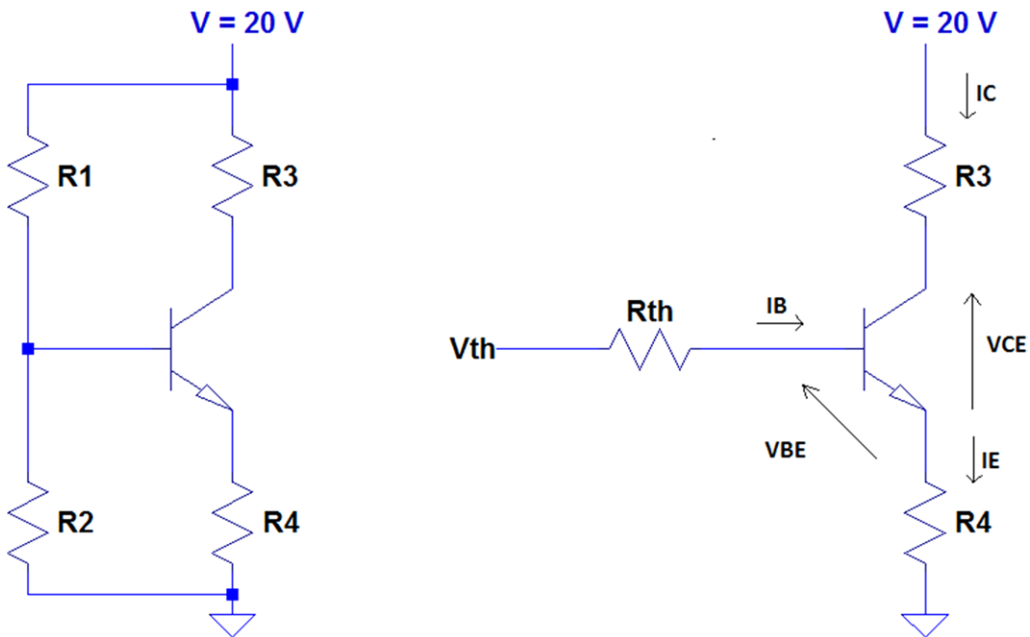 V = 20 V
R1
R3
R2
R4
V = 20 V
IC
R3
Rth
IB
Vth
VCE
VBE
IE
R4